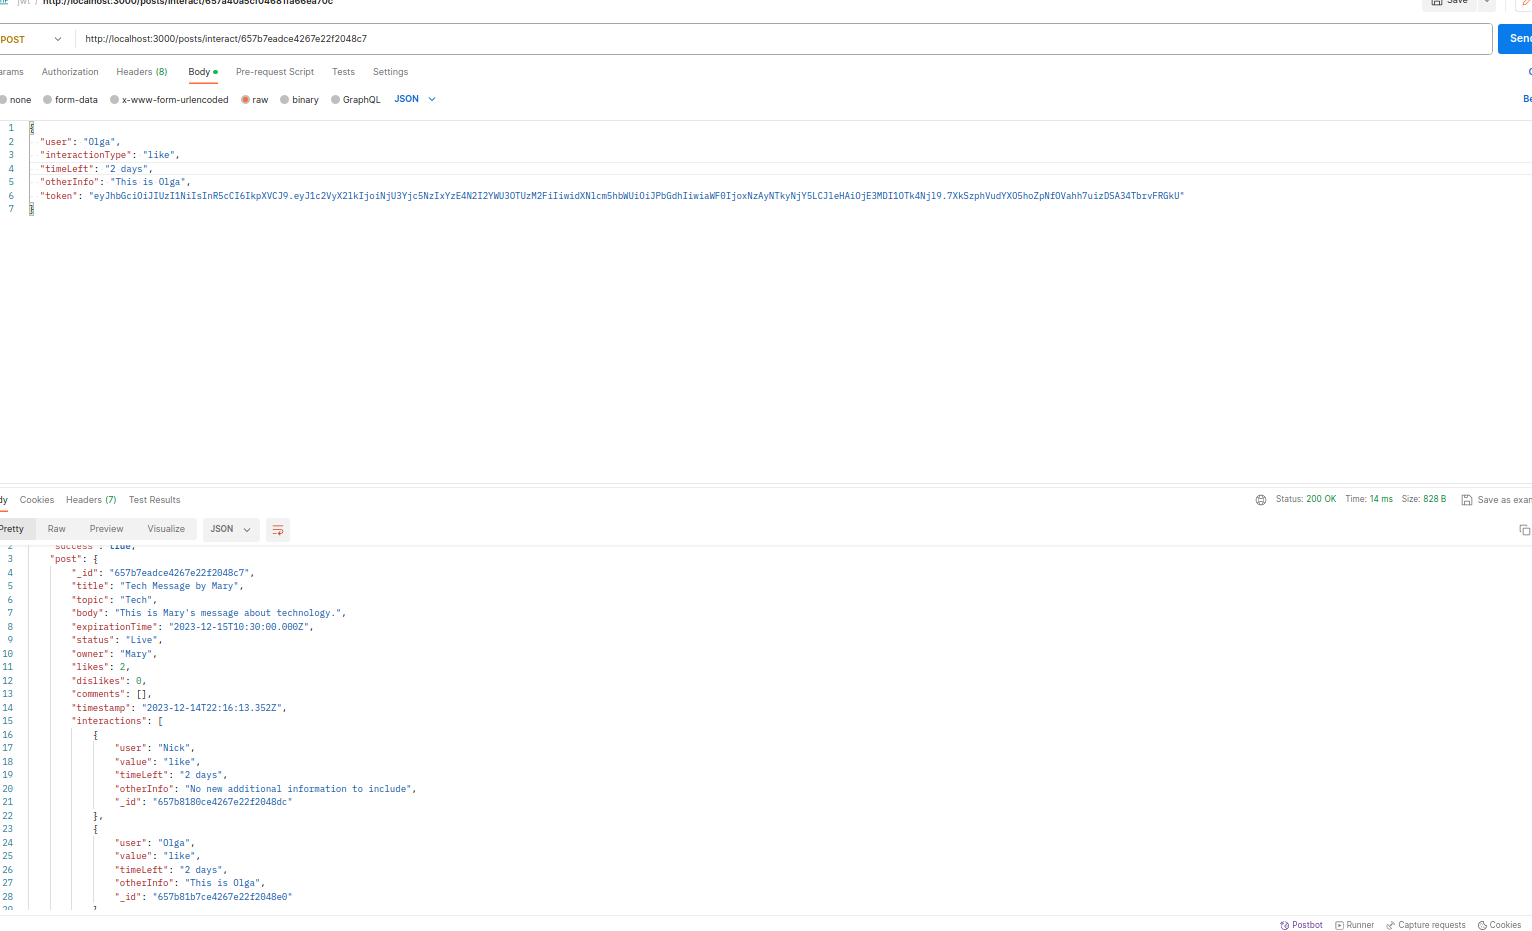 jwt / http://localhost:3000/posts/interact/657a40a5cf04681fa66ea70c
Save
POST
http://localhost:3000/posts/interact/657b7eadce4267e22f2048c7
Send
arams Authorization Headers (8) Body Pre-request Script Tests Settings
none form-data x-www-form-urlencoded raw binary GraphQL JSON Be
1 {
2 "user": "Olga",
3 "interactionType": "like",
4 "timeLeft": "2 days",
5 "otherInfo": "This is Olga",
6 "token":
7 }
dy Cookies Headers (7) Test Results Status: 200 OK Time: 14 ms Size: 828 B Save as exam
Pretty Raw Preview Visualize JSON
2 "success": true,
3 "post": {
4 "_id": "657b7eadce4267e22f2048c7",
5 "title": "Tech Message by Mary",
6 "topic": "Tech",
7 "body": "This is Mary's message about technology.",
8 "expirationTime": "2023-12-15T10:30:00.000Z",
9 "status": "Live",
10 "owner": "Mary",
11 "likes": 2,
12 "dislikes": 0,
13 "comments": [],
14 "timestamp": "2023-12-14T22:16:13.352Z",
15 "interactions": [
16 {
17 "user": "Nick",
18 "value": "like",
19 "timeLeft": "2 days",
20 "otherInfo": "No new additional information to include",
21 "_id": "657b8180ce4267e22f2048dc"
22 },
23 {
24 "user": "Olga",
25 "value": "like",
26 "timeLeft": "2 days",
27 "otherInfo": "This is Olga",
28 "_id": "657b81b7ce4267e22f2048e0"
29 }
Postbot Runner Capture requests Cookies